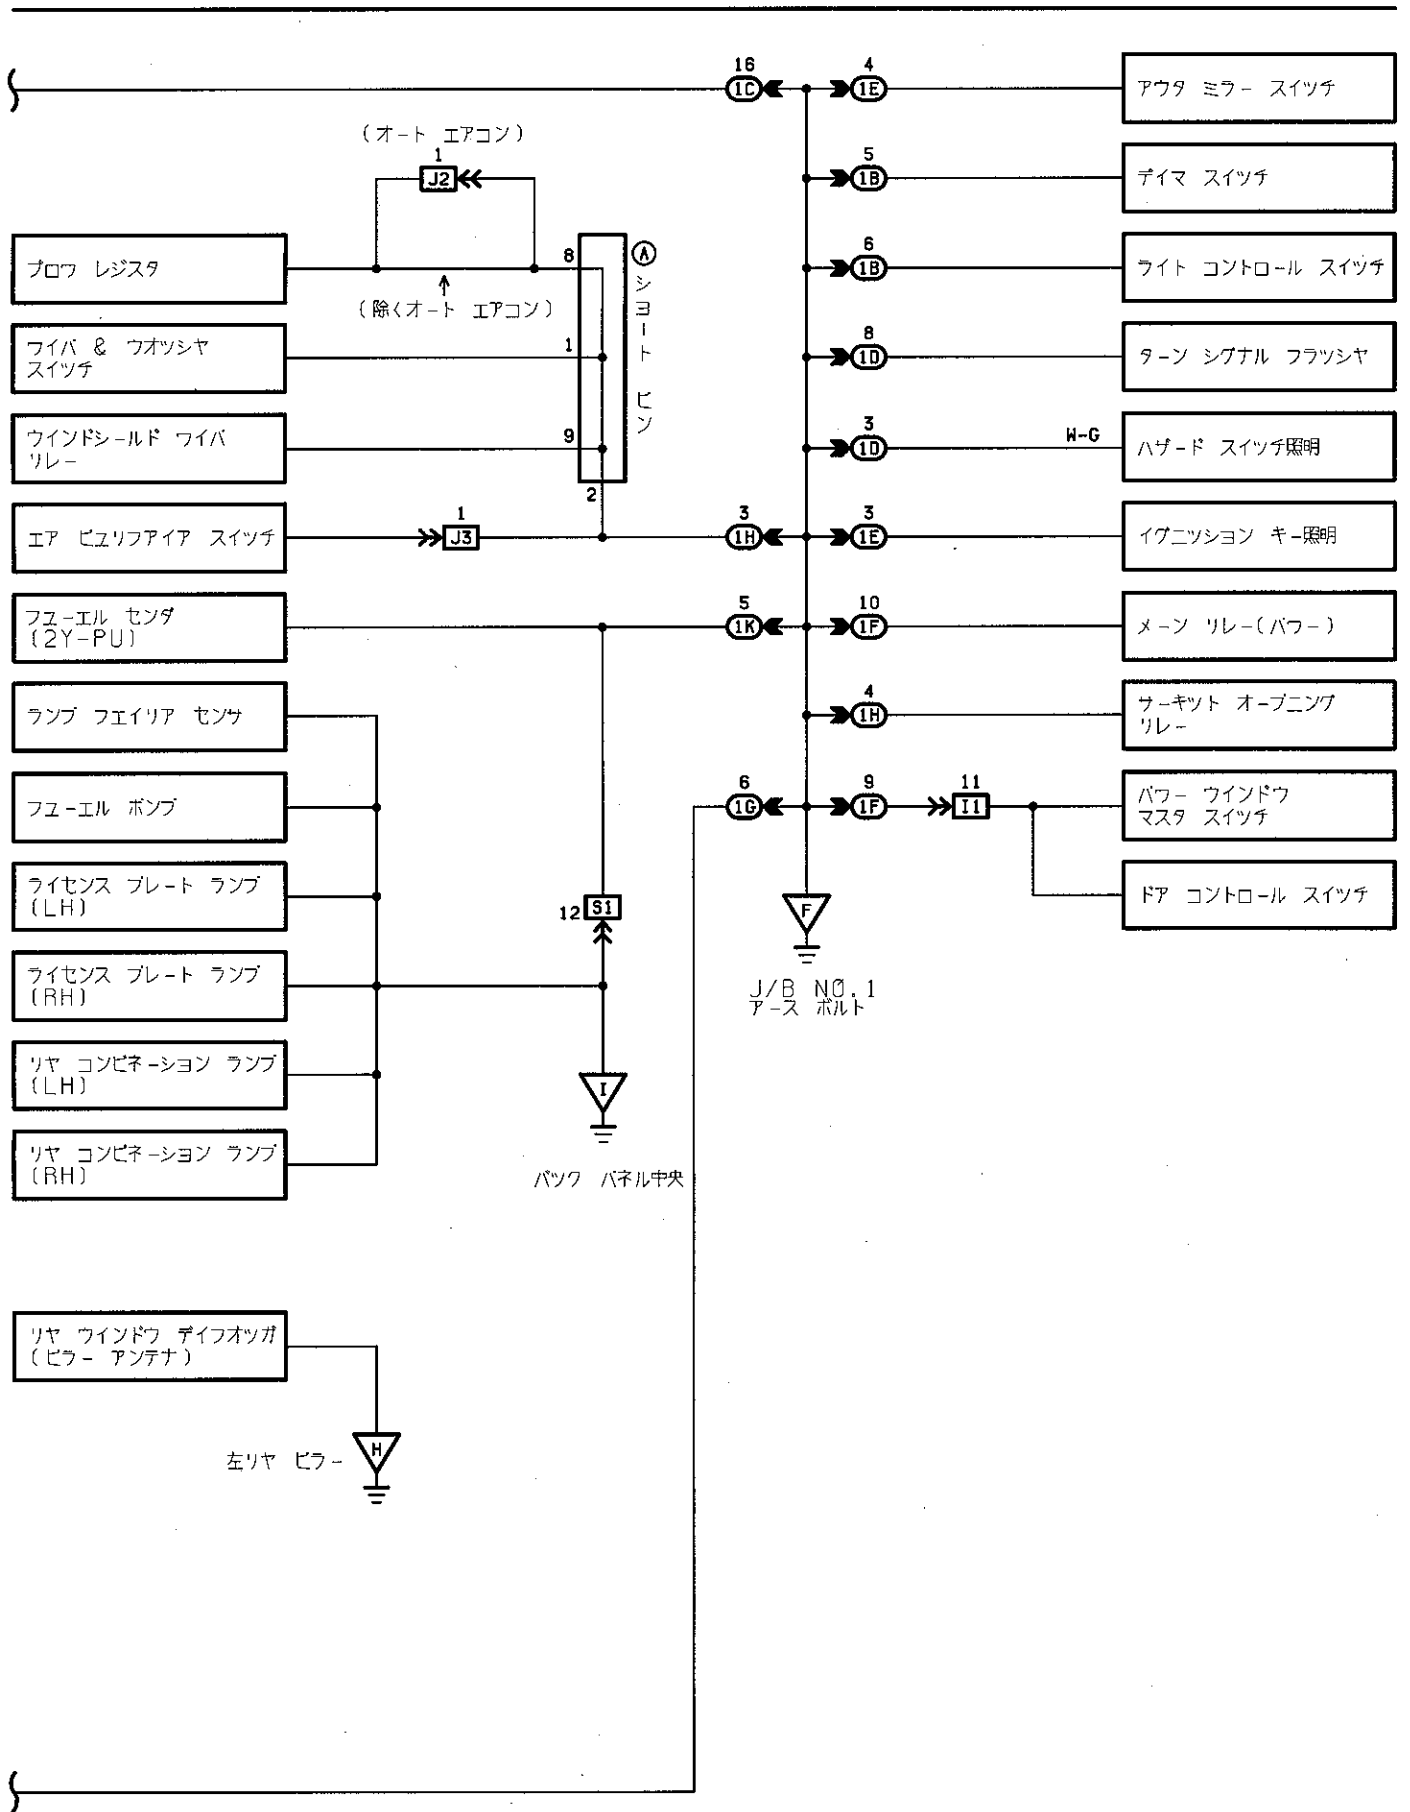 16
1C
4
1E
アウタ ミラー スイツチ
(オート エアコン)
1
J2
5
1B
デイマ スイツチ
ブロワ レジスタ
8
A
シヨート ピン
(除くオート エアコン)
6
1B
ライト コントロール スイツチ
ワイパ & ウオツシヤ
スイツチ
1
8
1D
ターン シグナル フラツシヤ
ウインドシールド ワイパ
リレー
9
2
3
1D
W-G
ハザード スイツチ照明
エア ピュリフアイア スイツチ
1
J3
3
1H
3
1E
イグニッション キー照明
フューエル センダ
(2Y-PU)
5
1K
10
1F
メーン リレー(パワー)
ランプ フエイリア センサ
4
1H
サーキット オープニング
リレー
フューエル ポンプ
6
1G
9
1F
11
I1
パワー ウインドウ
マスタ スイツチ
ライセンス プレート ランプ
(LH)
12
S1
F
ドア コントロール スイツチ
ライセンス プレート ランプ
(RH)
J/B NO.1
アース ボルト
リヤ コンビネーション ランプ
(LH)
I
リヤ コンビネーション ランプ
(RH)
バツク パネル中央
リヤ ウインドウ デイフオツガ
(ピラー アンテナ)
H
左リヤ ピラー